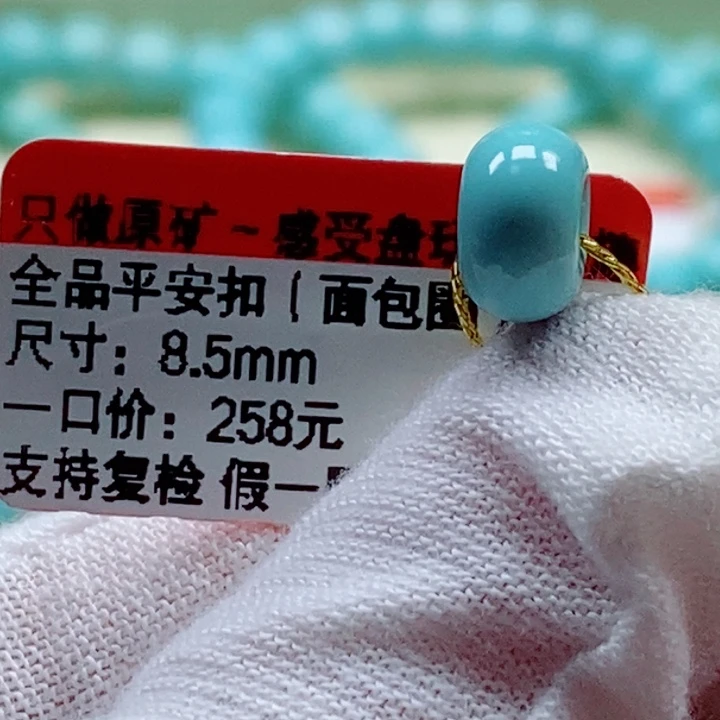 只做原矿~感受盘玩
全品平安扣(面包圈
尺寸：8.5mm
一口价：258元
支持复检 假一